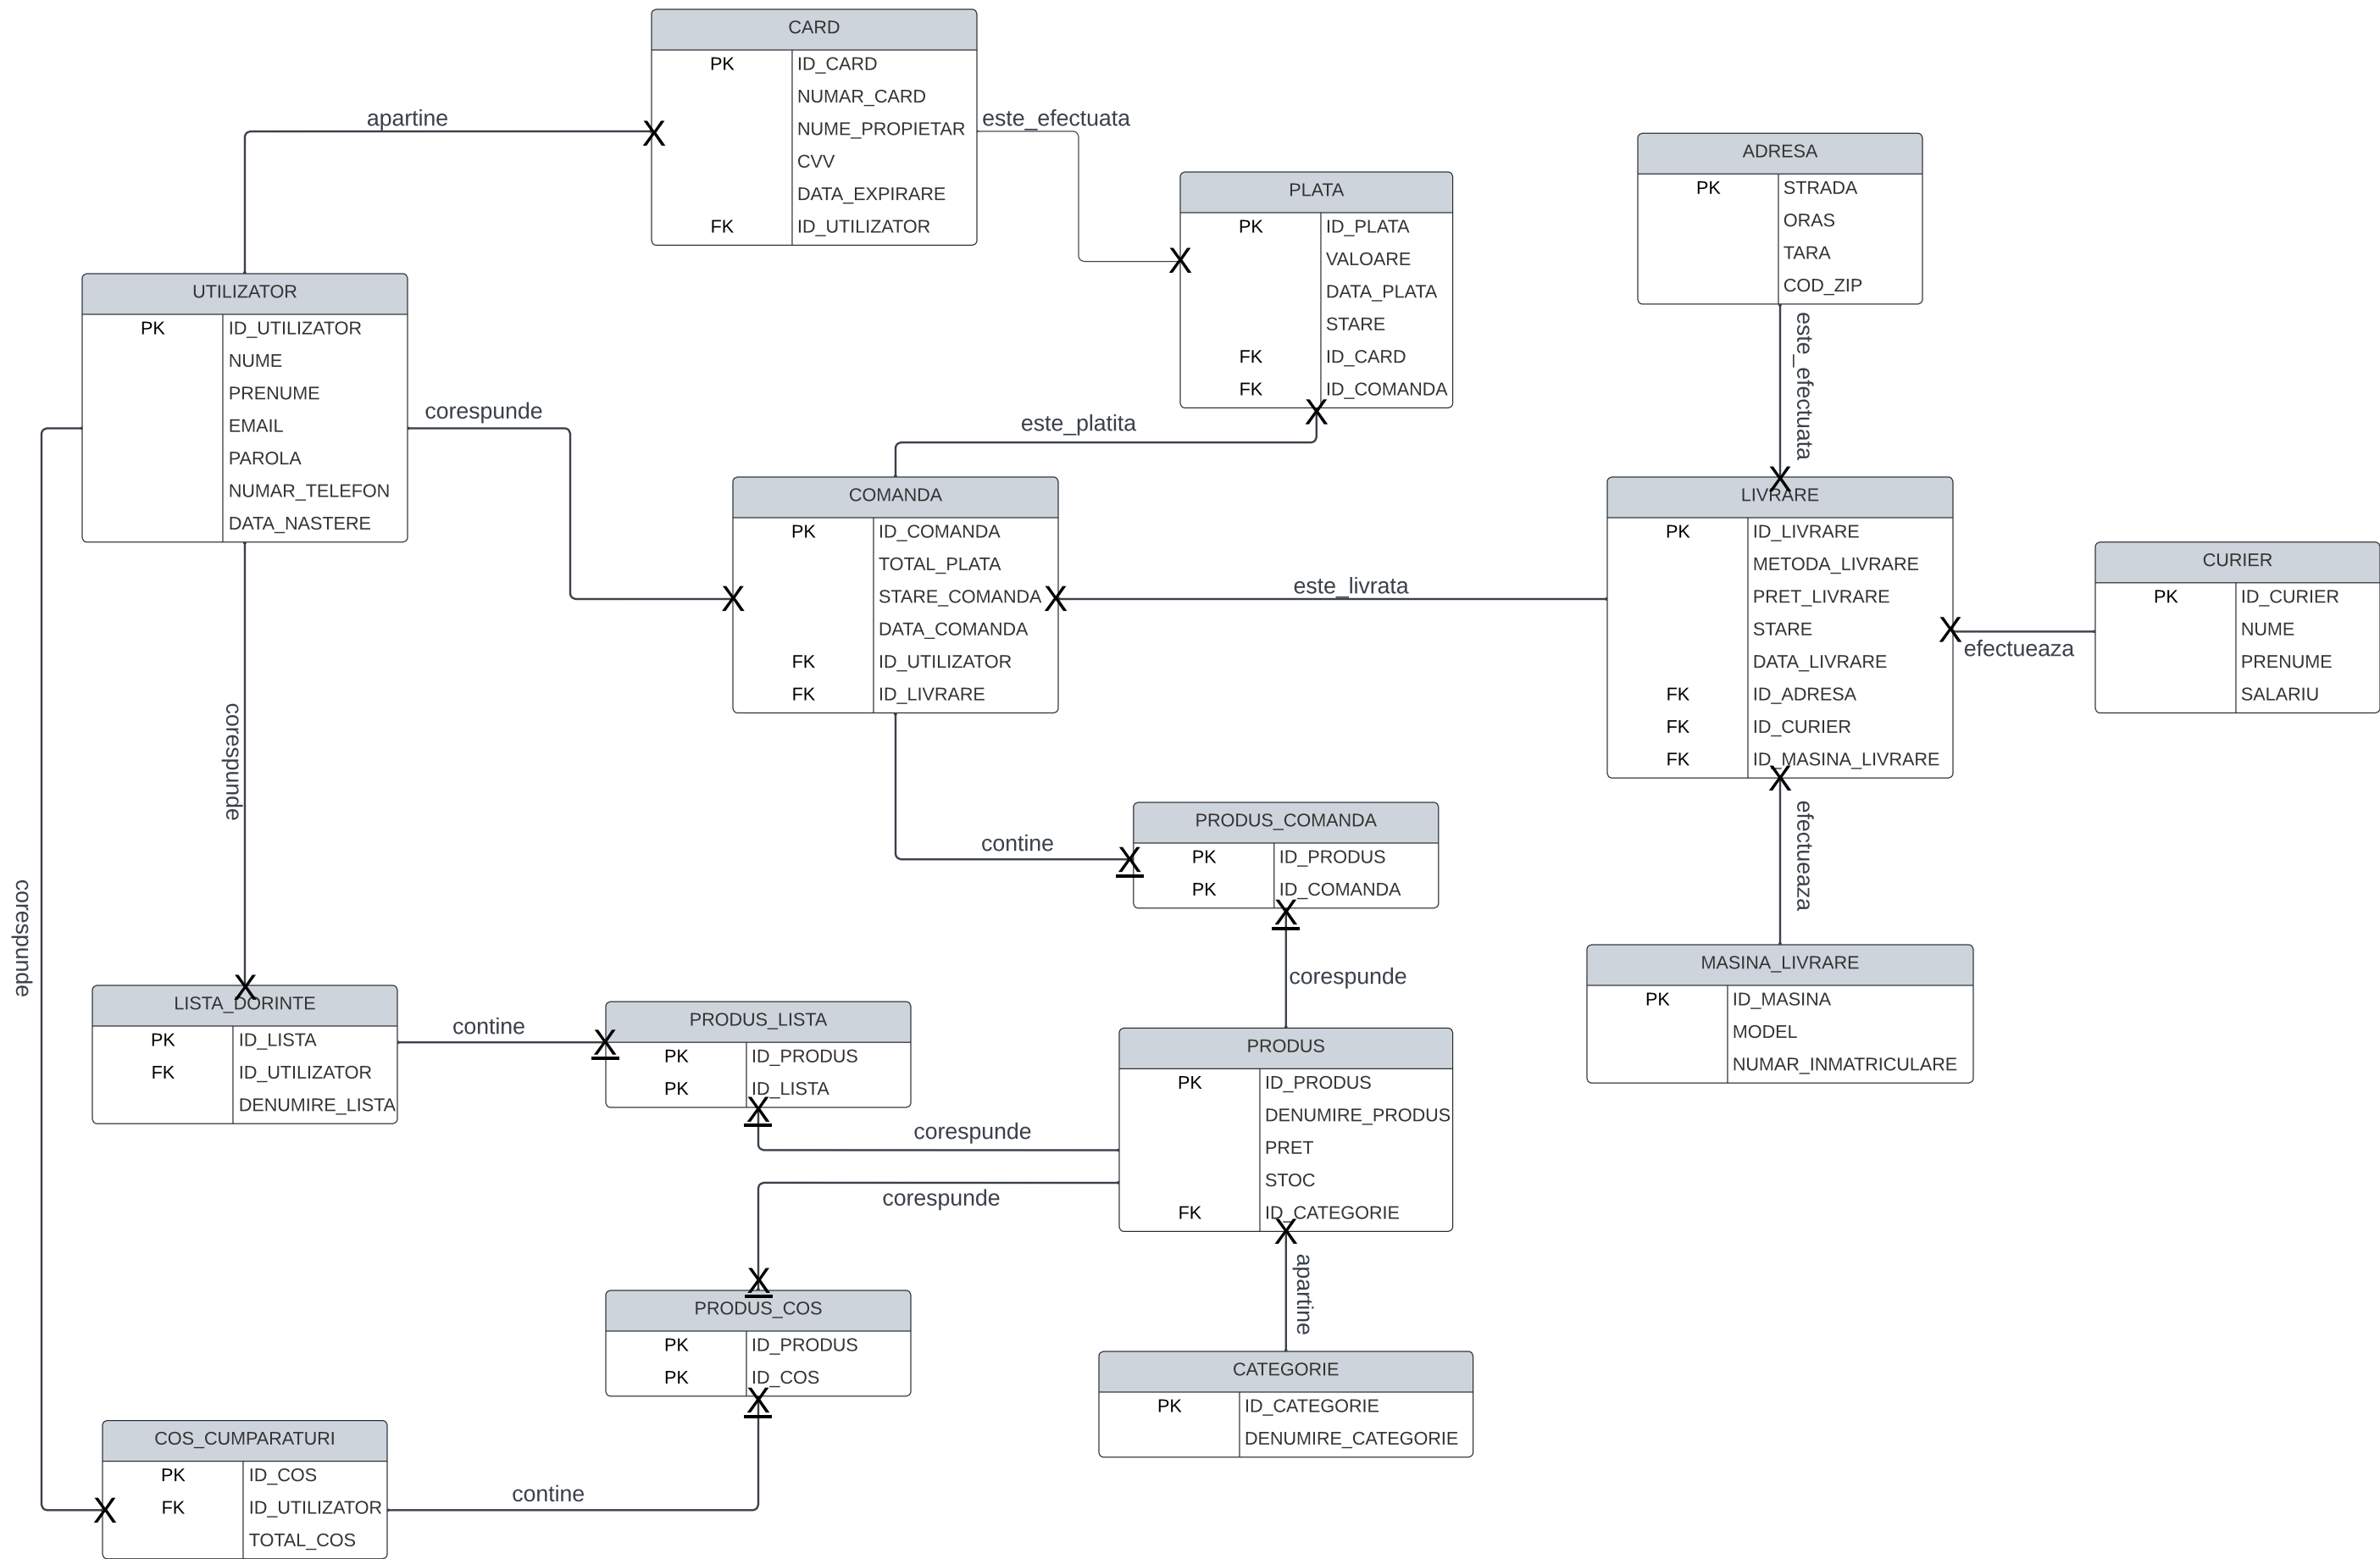 CARD
PK ID_CARD
NUMAR_CARD
NUME_PROPIETAR
CVV
DATA_EXPIRARE
FK ID_UTILIZATOR
apartine
este_efectuata
PLATA
PK ID_PLATA
VALOARE
DATA_PLATA
STARE
FK ID_CARD
FK ID_COMANDA
ADRESA
PK STRADA
ORAS
TARA
COD_ZIP
este_efectuata
UTILIZATOR
PK ID_UTILIZATOR
NUME
PRENUME
EMAIL
PAROLA
NUMAR_TELEFON
DATA_NASTERE
corespunde
este_platita
COMANDA
PK ID_COMANDA
TOTAL_PLATA
STARE_COMANDA
DATA_COMANDA
FK ID_UTILIZATOR
FK ID_LIVRARE
este_livrata
LIVRARE
PK ID_LIVRARE
METODA_LIVRARE
PRET_LIVRARE
STARE
DATA_LIVRARE
FK ID_ADRESA
FK ID_CURIER
FK ID_MASINA_LIVRARE
efectueaza
CURIER
PK ID_CURIER
NUME
PRENUME
SALARIU
corespunde
corespunde
contine
PRODUS_COMANDA
PK ID_PRODUS
PK ID_COMANDA
efectueaza
corespunde
MASINA_LIVRARE
PK ID_MASINA
MODEL
NUMAR_INMATRICULARE
LISTA_DORINTE
PK ID_LISTA
FK ID_UTILIZATOR
DENUMIRE_LISTA
contine
PRODUS_LISTA
PK ID_PRODUS
PK ID_LISTA
corespunde
PRODUS
PK ID_PRODUS
DENUMIRE_PRODUS
PRET
STOC
FK ID_CATEGORIE
corespunde
apartine
PRODUS_COS
PK ID_PRODUS
PK ID_COS
CATEGORIE
PK ID_CATEGORIE
DENUMIRE_CATEGORIE
COS_CUMPARATURI
PK ID_COS
FK ID_UTILIZATOR
TOTAL_COS
contine